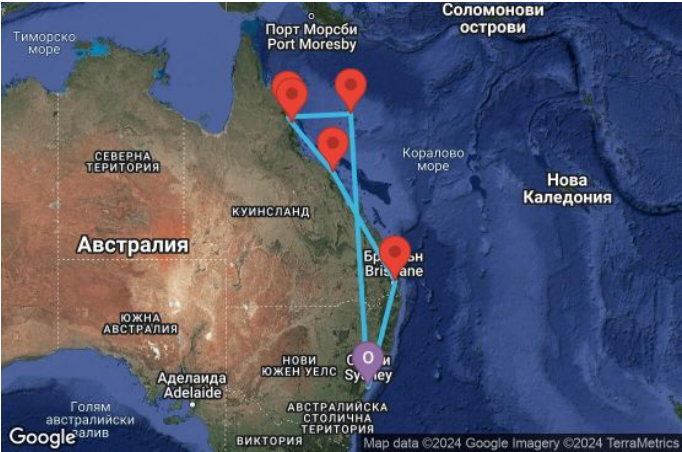 Соломонови
острови
Порт Морсби
Port Moresby
Тиморско
море
СЕВЕРНА
ТЕРИТОРИЯ
Коралово
море
Нова
Каледония
КУИНСЛАНД
Австралия
Brisbane
ЮЖНА
АВСТРАЛИЯ
НОВИ
ЮЖЕН УЕЛС
O
Sydney
Аделаида
Adelaide
Голям
австралийски
залив
АВСТРАЛИЙСКА
СТОЛИЧНА
ТЕРИТОРИЯ
ВИКТОРИЯ
Google
Map data ©2024 Google Imagery ©2024 TerraMetrics